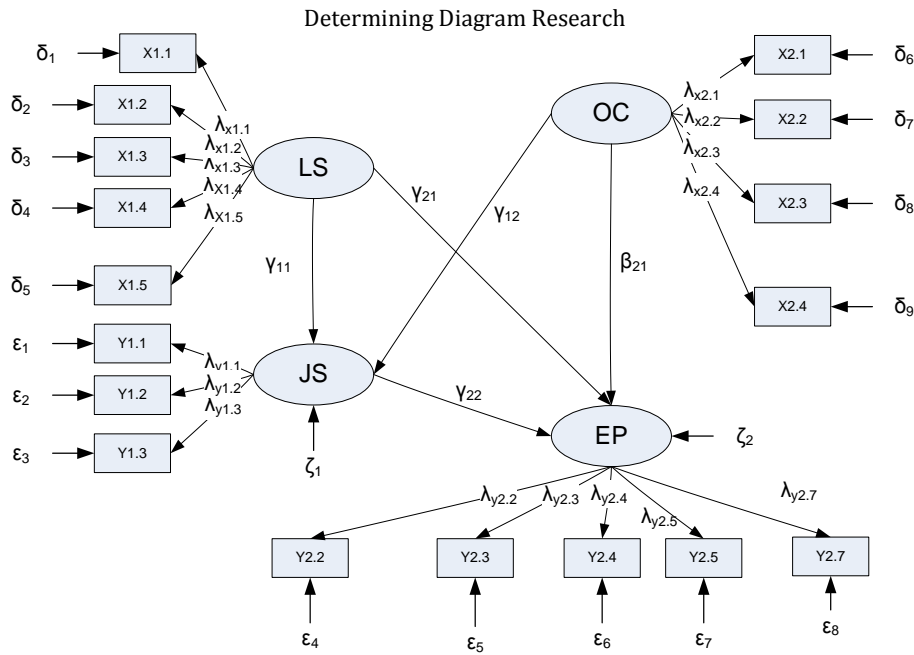 Determining Diagram Research
δ1
X1.1
δ2
X1.2
δ3
X1.3
δ4
X1.4
δ5
X1.5
λx1.1
λx1.2
λx1.3
λX1.4
λX1.5
LS
OC
X2.1
δ6
X2.2
δ7
X2.3
δ8
X2.4
δ9
λx2.1
λx2.2
λx2.3
λx2.4
γ21
γ12
γ11
β21
ε1
Y1.1
ε2
Y1.2
ε3
Y1.3
λy1.1
λy1.2
λy1.3
JS
γ22
EP
ζ1
ζ2
λy2.2
λy2.3
λy2.4
λy2.5
λy2.7
Y2.2
Y2.3
Y2.4
Y2.5
Y2.7
ε4
ε5
ε6
ε7
ε8